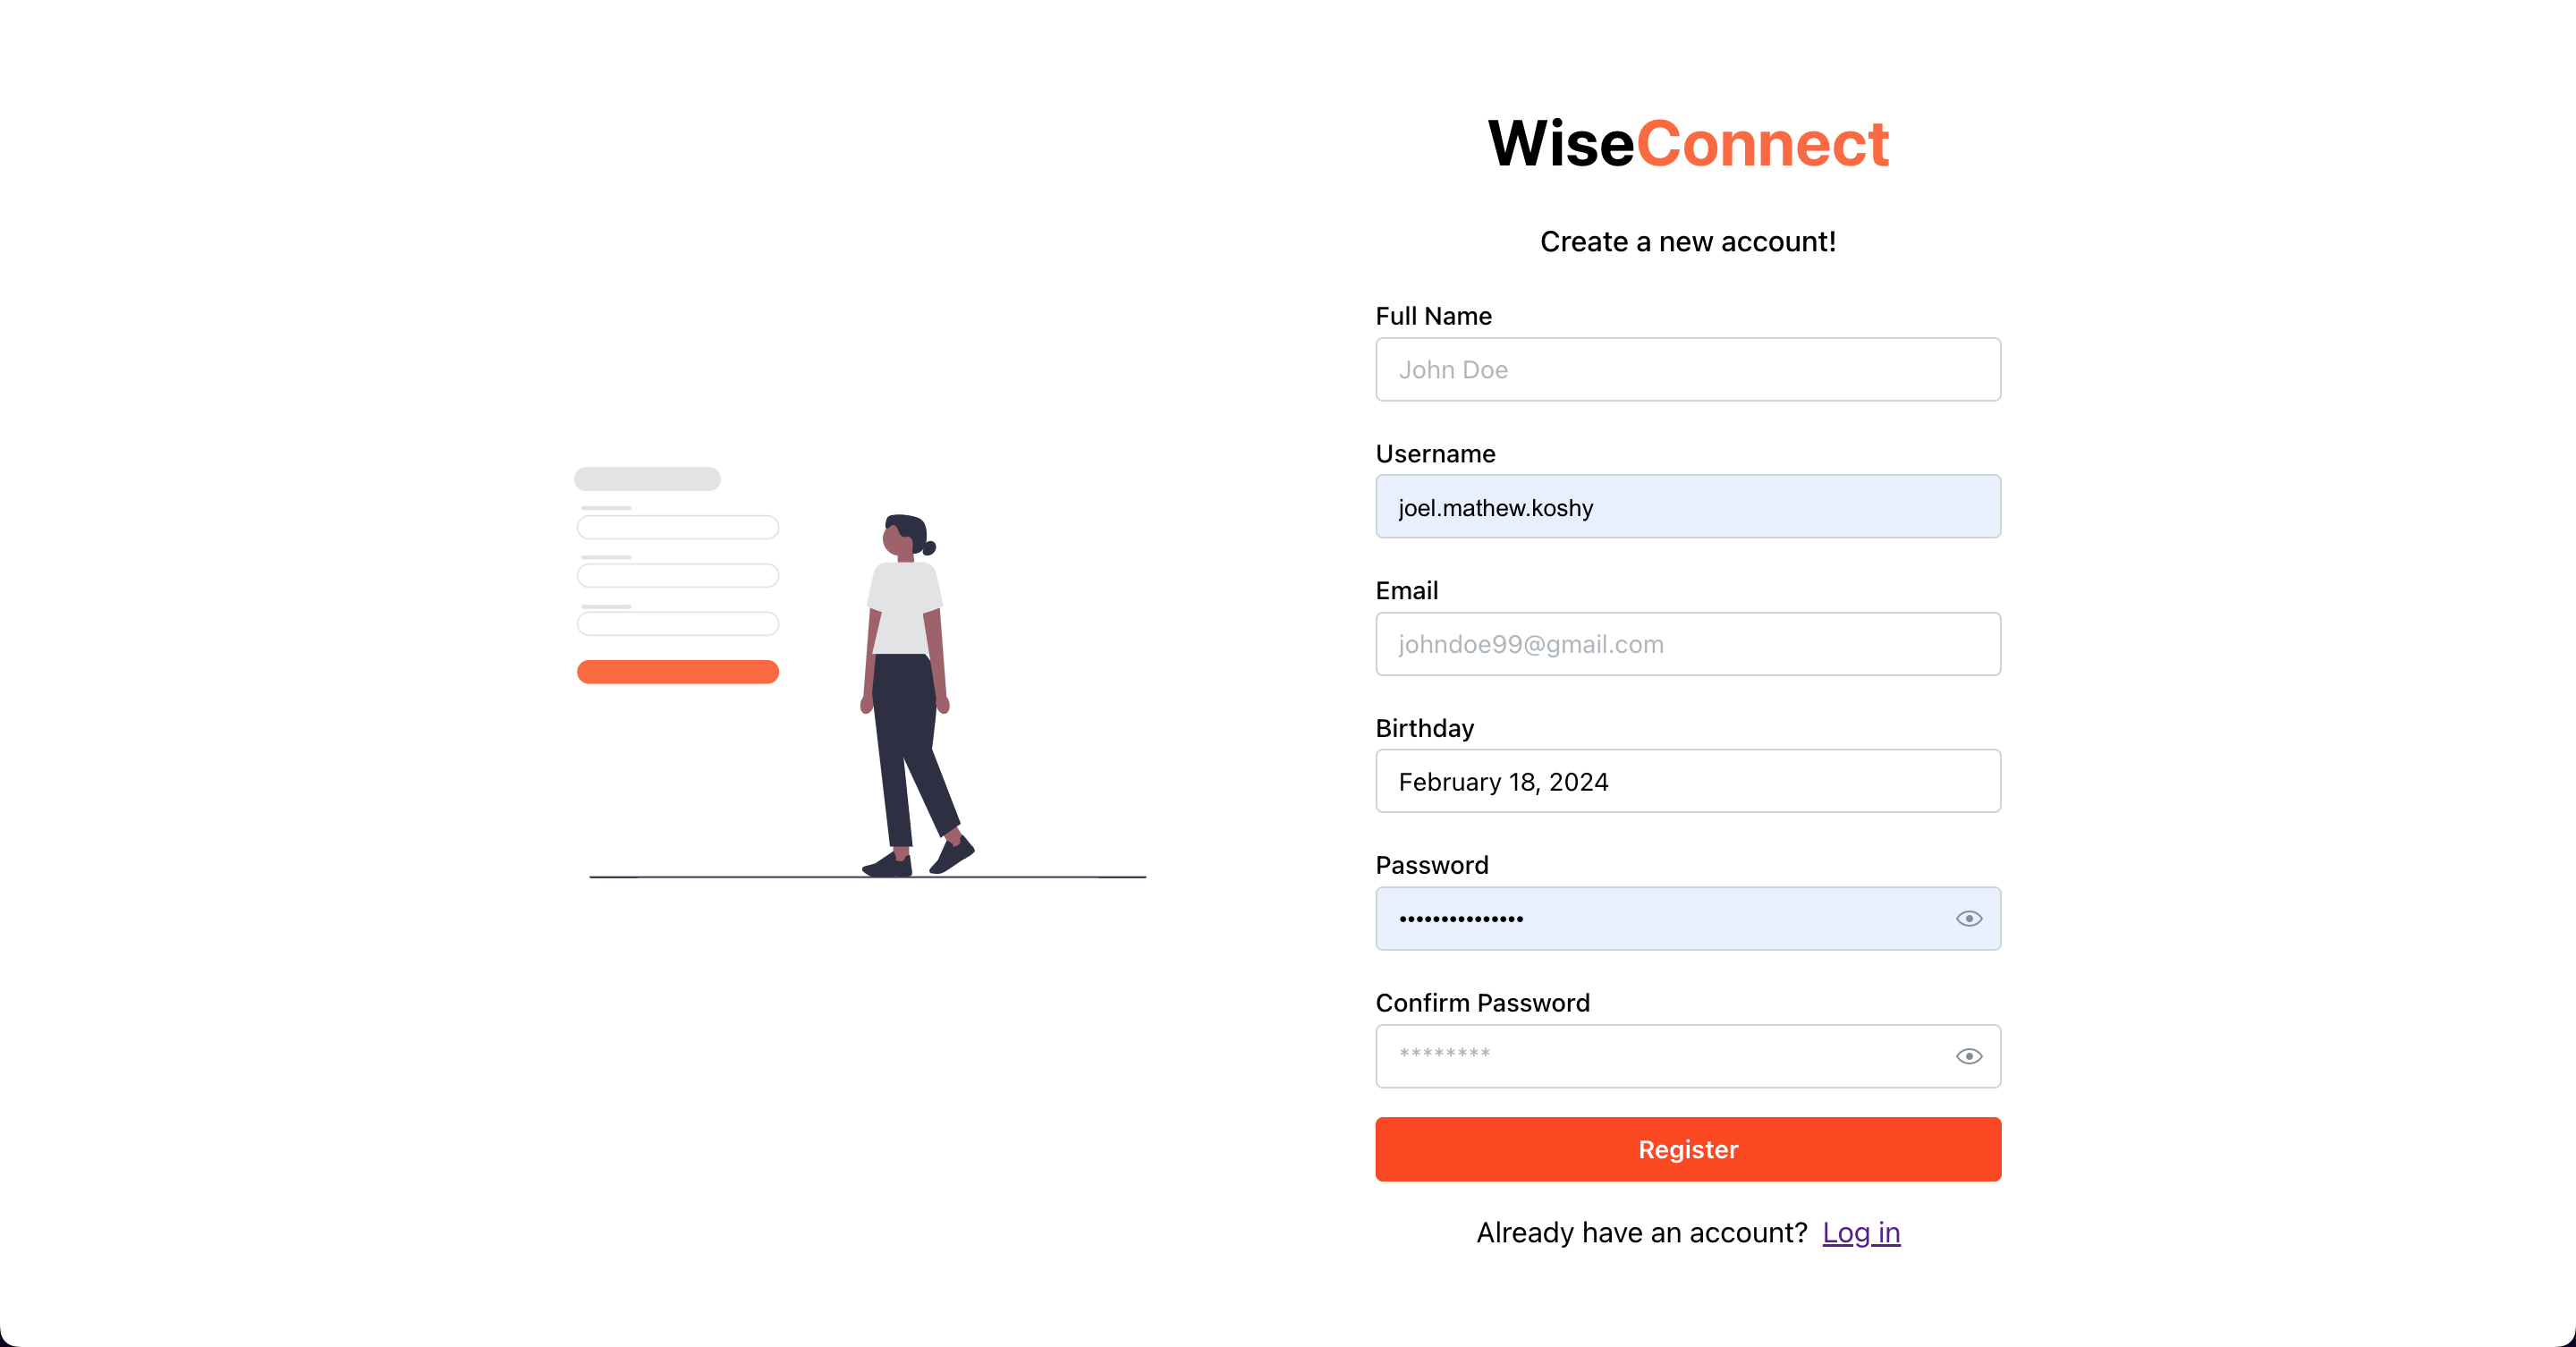 WiseConnect
Create a new account!
Full Name
John Doe
Username
joel.mathew.koshy
Email
johndoe99@gmail.com
Birthday
February 18, 2024
Password
•••••••••••••••
Confirm Password
********
Register
Already have an account? Log in